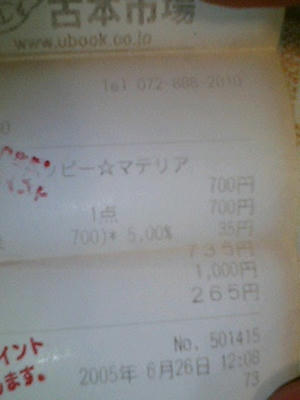 古本市場
www.ubook.co.jp
Tel 072-888-2010
ッピー☆マテリア
700円
1点 700円
700)* 5.00% 35円
735円
1,000円
265円
No. 501415
2005年 6月26日 12:08
73
イント
ます。